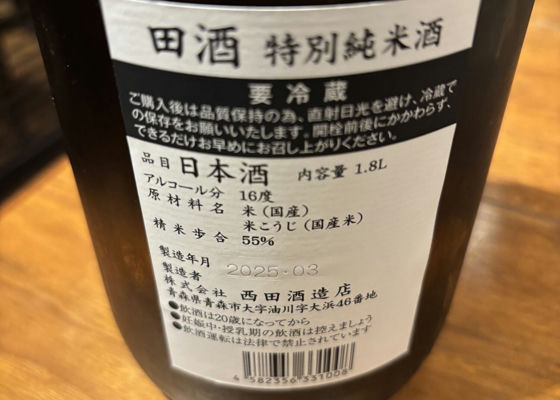 田酒 特別純米酒
要冷蔵
ご購入後は品質保持の為、直射日光を避け、冷蔵で
の保存をお願いいたします。開栓前後にかかわらず、
できるだけお早めにお召し上がりください。
品目 日本酒 内容量 1.8L
アルコール分 16度
原材料名 米(国産)
米こうじ(国産米)
精米歩合 55%
製造年月 2025.03
製造者
株式会社 西田酒造店
青森県青森市大字油川字大浜46番地
●飲酒は20歳になってから
●妊娠中・授乳期の飲酒は控えましょう
●飲酒運転は法律で禁止されています
4 582356 331008